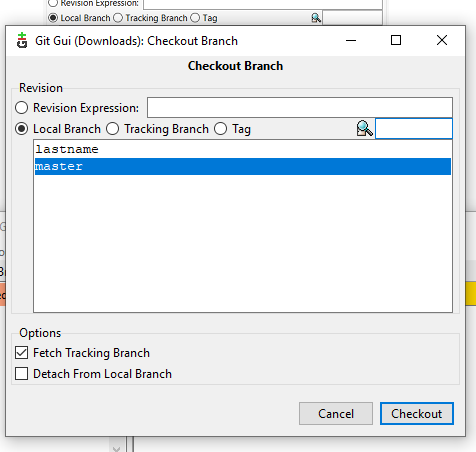 Revision Expression:
Local Branch Tracking Branch Tag
Git Gui (Downloads): Checkout Branch
Checkout Branch
Revision
Revision Expression:
Local Branch Tracking Branch Tag
lastname
master
Options
Fetch Tracking Branch
Detach From Local Branch
Cancel Checkout